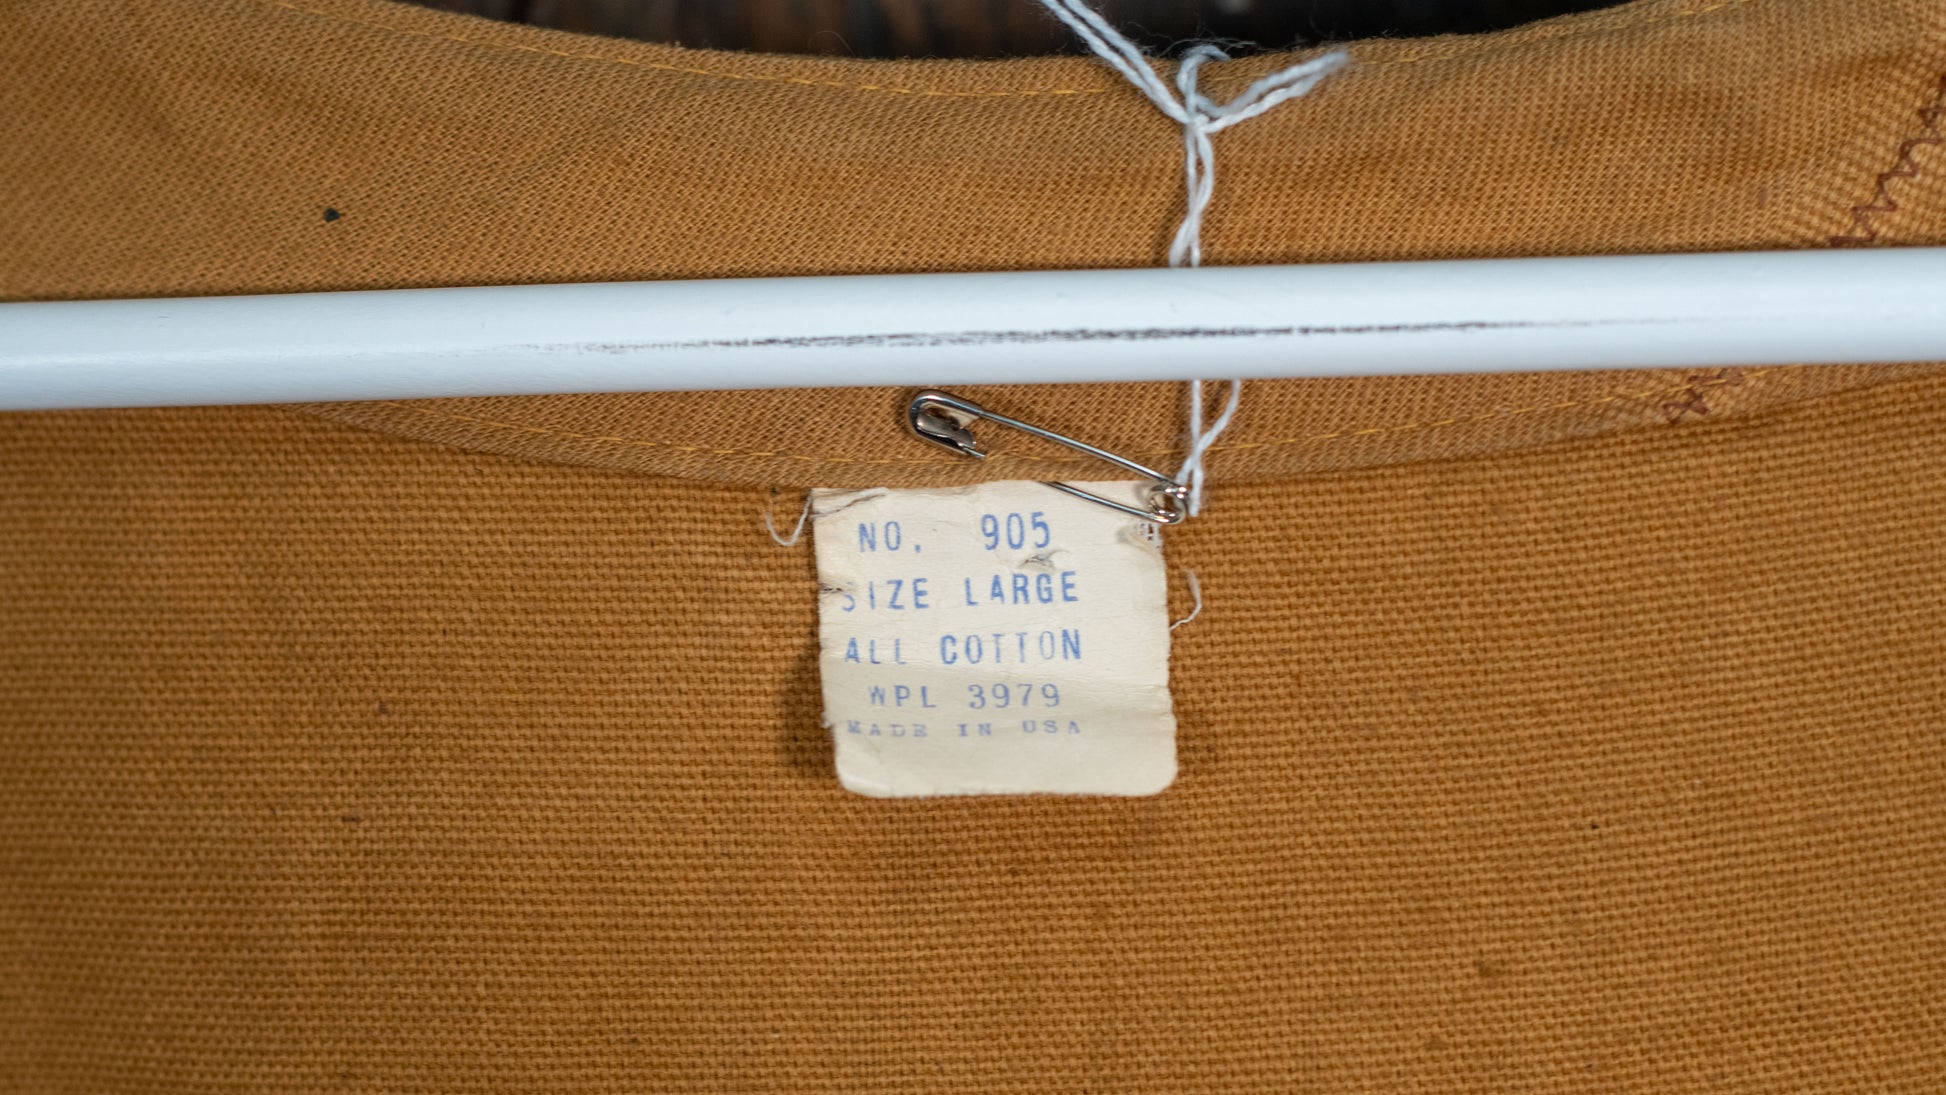 NO. 905
SIZE LARGE
ALL COTTON
WPL 3979
MADE IN USA